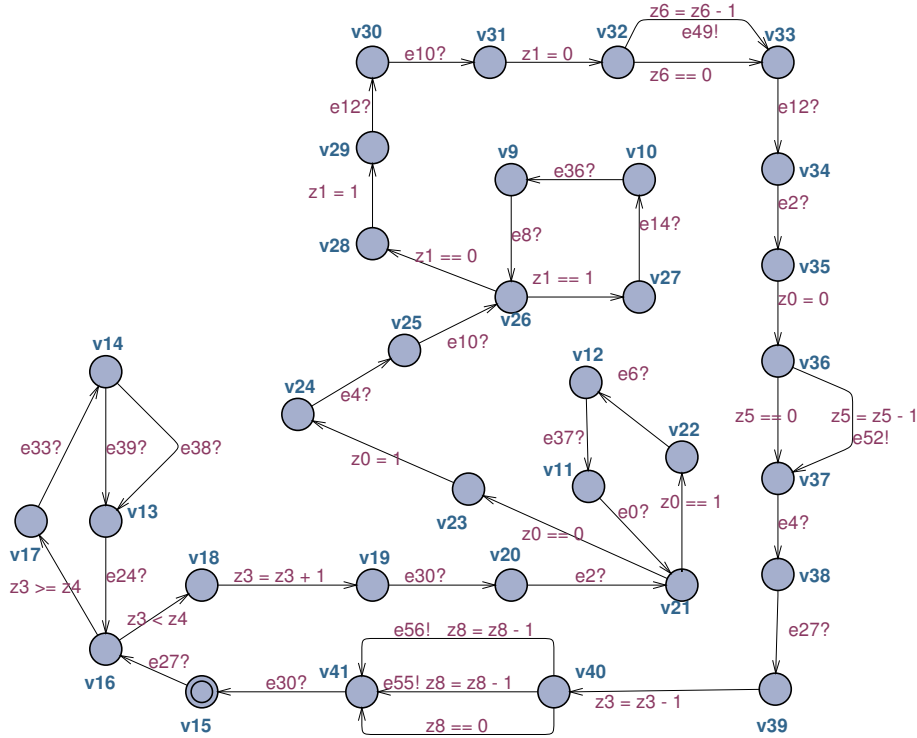 z6 = z6 - 1
v30
v31
v32
e49!
v33
e10?
z1 = 0
z6 == 0
e12?
e12?
v29
v9
v10
e36?
v34
z1 = 1
e2?
e8?
e14?
v28
z1 == 0
v35
z1 == 1
v27
z0 = 0
v26
v25
e10?
v14
v12
v36
e6?
v24
e4?
z5 == 0
z5 = z5 - 1
v22
e33?
e39?
e38?
e37?
e52!
z0 = 1
v11
v37
z0 == 1
v23
e0?
v13
e4?
z0 == 0
v17
v18
v19
v20
z3 >= z4
e24?
z3 = z3 + 1
e30?
e2?
v38
v21
z3 < z4
e56!   z8 = z8 - 1
e27?
e27?
v16
v41
v40
e30?
e55! z8 = z8 - 1
z3 = z3 - 1
v15
z8 == 0
v39